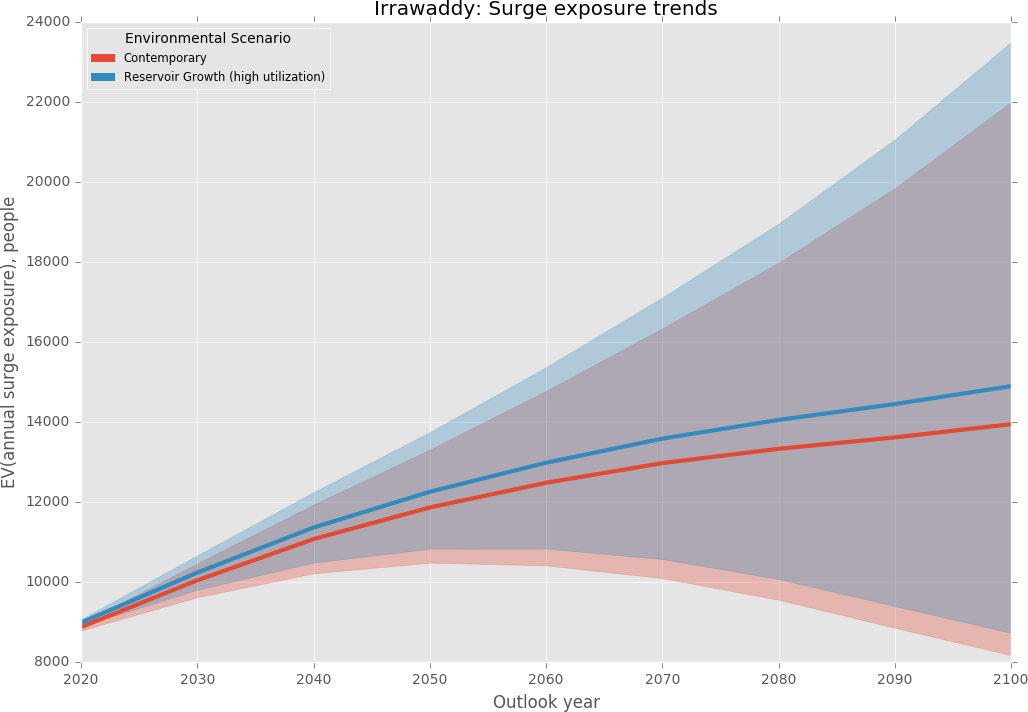 Irrawaddy: Surge exposure trends
Environmental Scenario
Contemporary
Reservoir Growth (high utilization)
EV(annual surge exposure), people
24000
22000
20000
18000
16000
14000
12000
10000
8000
2020 2030 2040 2050 2060 2070 2080 2090 2100
Outlook year